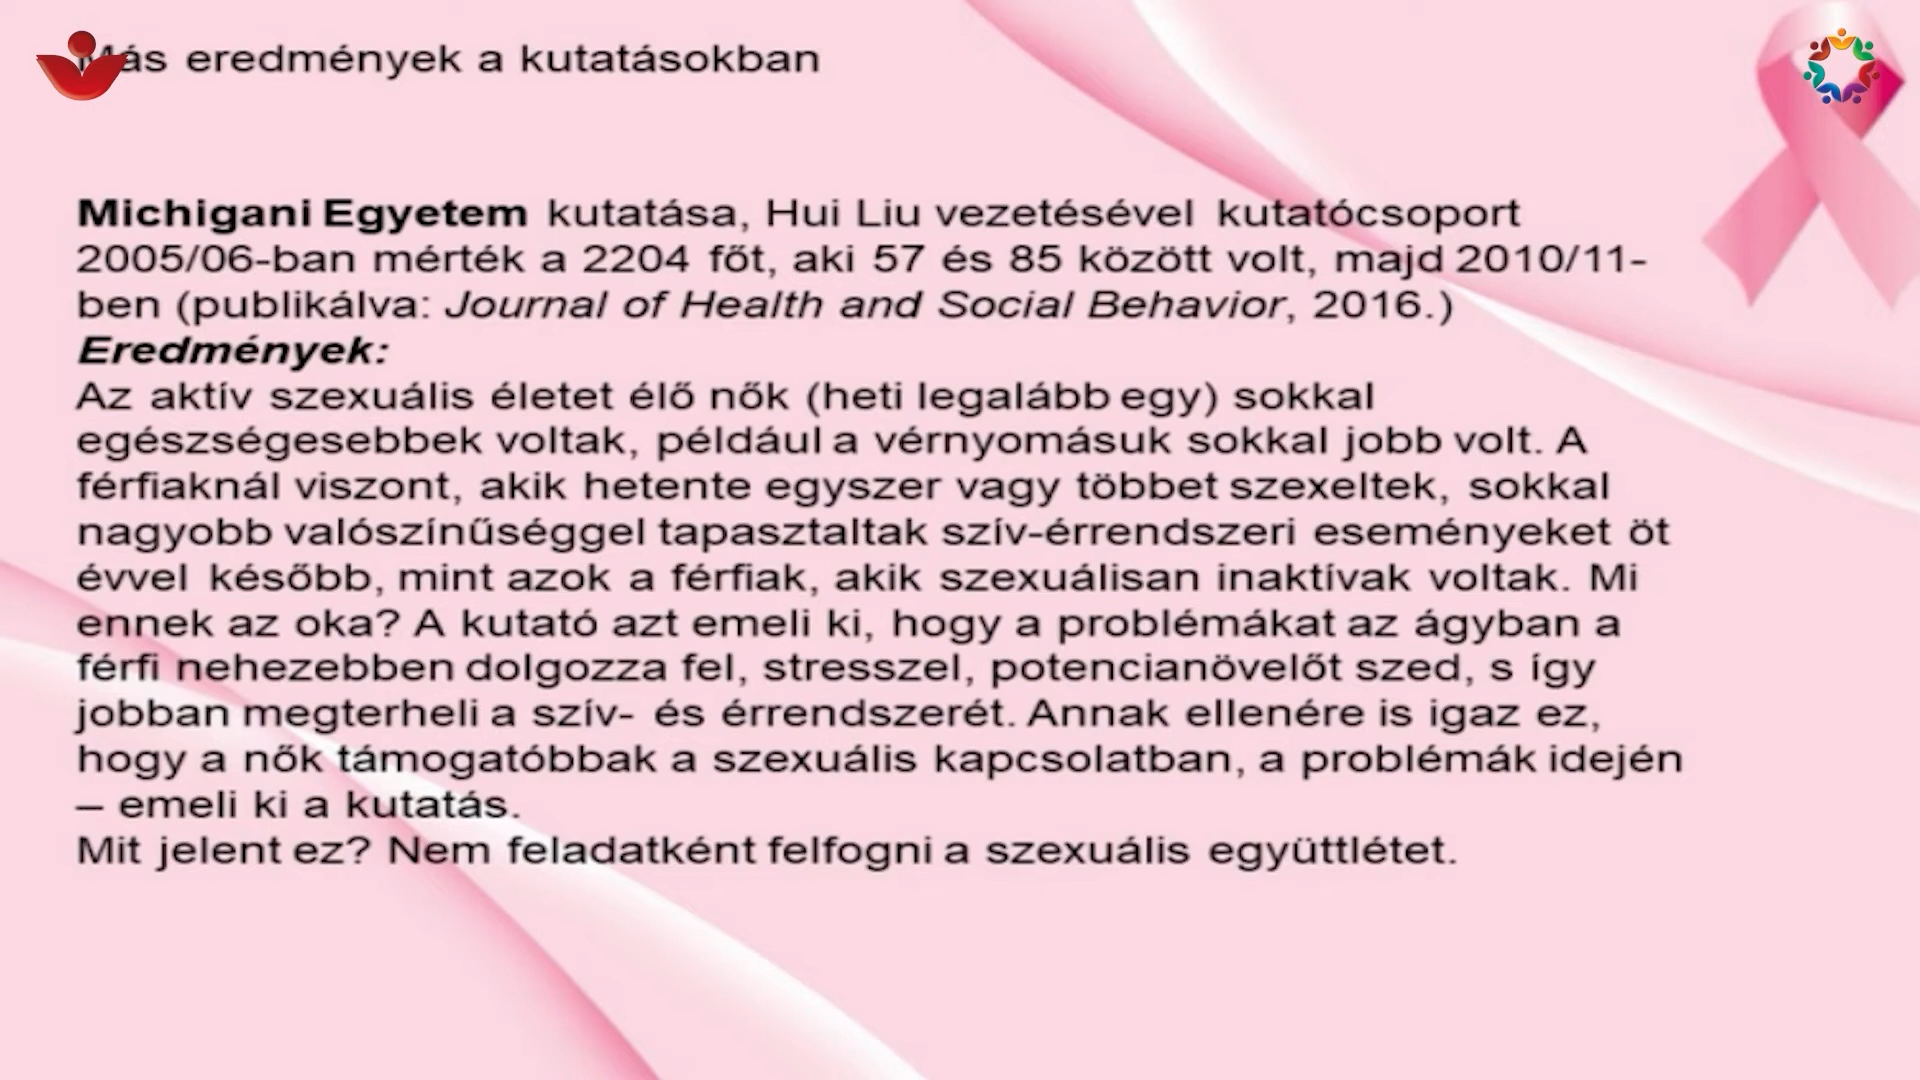 Más eredmények a kutatásokban
Michigani Egyetem kutatása, Hui Liu vezetésével kutatócsoport
2005/06-ban mérték a 2204 főt, aki 57 és 85 között volt, majd 2010/11-
ben (publikálva: Journal of Health and Social Behavior, 2016.)
Eredmények:
Az aktív szexuális életet élő nők (heti legalább egy) sokkal
egészségesebbek voltak, például a vérnyomásuk sokkal jobb volt. A
férfiaknál viszont, akik hetente egyszer vagy többet szexeltek, sokkal
nagyobb valószínűséggel tapasztaltak szív-érrendszeri eseményeket öt
évvel később, mint azok a férfiak, akik szexuálisan inaktívak voltak. Mi
ennek az oka? A kutató azt emeli ki, hogy a problémákat az ágyban a
férfi nehezebben dolgozza fel, stresszel, potencianövelőt szed, s így
jobban megterheli a szív- és érrendszerét. Annak ellenére is igaz ez,
hogy a nők támogatóbbak a szexuális kapcsolatban, a problémák idején
– emeli ki a kutatás.
Mit jelent ez? Nem feladatként felfogni a szexuális együttlétet.